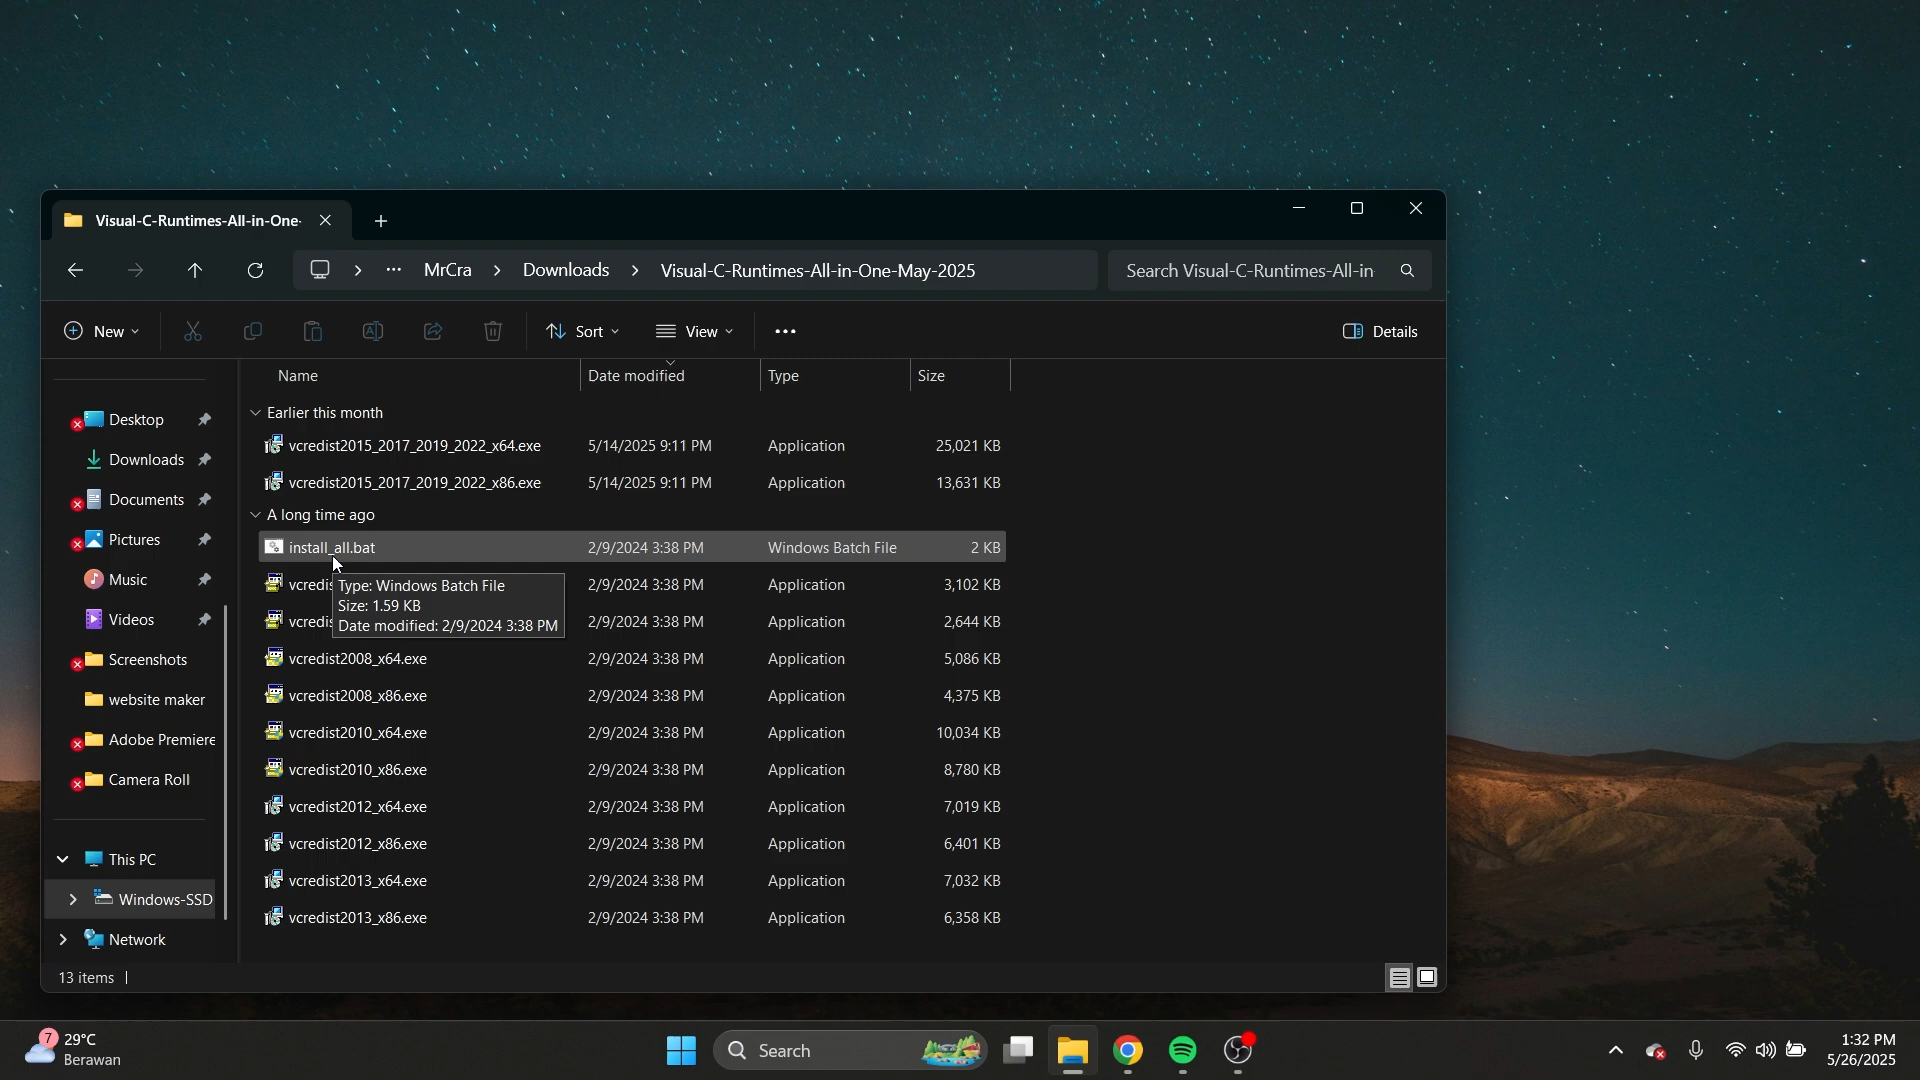 Visual-C-Runtimes-All-in-One-
MrCra Downloads Visual-C-Runtimes-All-in-One-May-2025 Search Visual-C-Runtimes-All-in
New Sort View Details
Name Date modified Type Size
Earlier this month
vcredist2015_2017_2019_2022_x64.exe 5/14/2025 9:11 PM Application 25,021 KB
vcredist2015_2017_2019_2022_x86.exe 5/14/2025 9:11 PM Application 13,631 KB
A long time ago
install_all.bat 2/9/2024 3:38 PM Windows Batch File 2 KB
vcredis 2/9/2024 3:38 PM Application 3,102 KB
vcredis 2/9/2024 3:38 PM Application 2,644 KB
Type: Windows Batch File
Size: 1.59 KB
Date modified: 2/9/2024 3:38 PM
vcredist2008_x64.exe 2/9/2024 3:38 PM Application 5,086 KB
vcredist2008_x86.exe 2/9/2024 3:38 PM Application 4,375 KB
vcredist2010_x64.exe 2/9/2024 3:38 PM Application 10,034 KB
vcredist2010_x86.exe 2/9/2024 3:38 PM Application 8,780 KB
vcredist2012_x64.exe 2/9/2024 3:38 PM Application 7,019 KB
vcredist2012_x86.exe 2/9/2024 3:38 PM Application 6,401 KB
vcredist2013_x64.exe 2/9/2024 3:38 PM Application 7,032 KB
vcredist2013_x86.exe 2/9/2024 3:38 PM Application 6,358 KB
Desktop
Downloads
Documents
Pictures
Music
Videos
Screenshots
website maker
Adobe Premiere
Camera Roll
This PC
Windows-SSD
Network
13 items
7
29°C
Berawan
Search
1:32 PM
5/26/2025